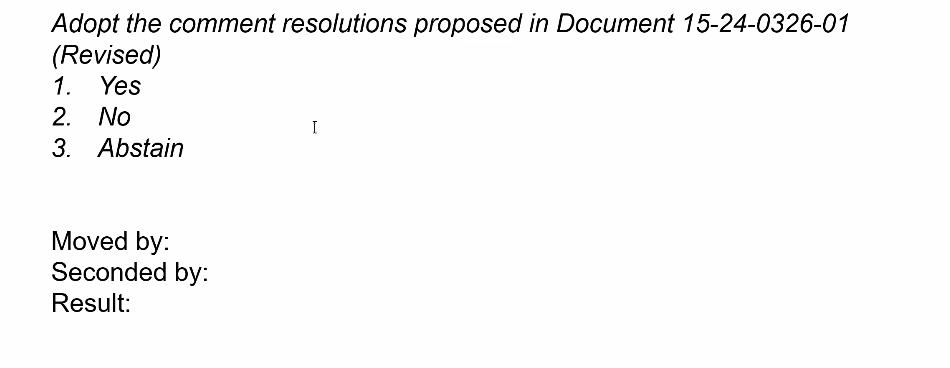 Adopt the comment resolutions proposed in Document 15-24-0326-01
(Revised)
1. Yes
2. No
3. Abstain
Moved by:
Seconded by:
Result: